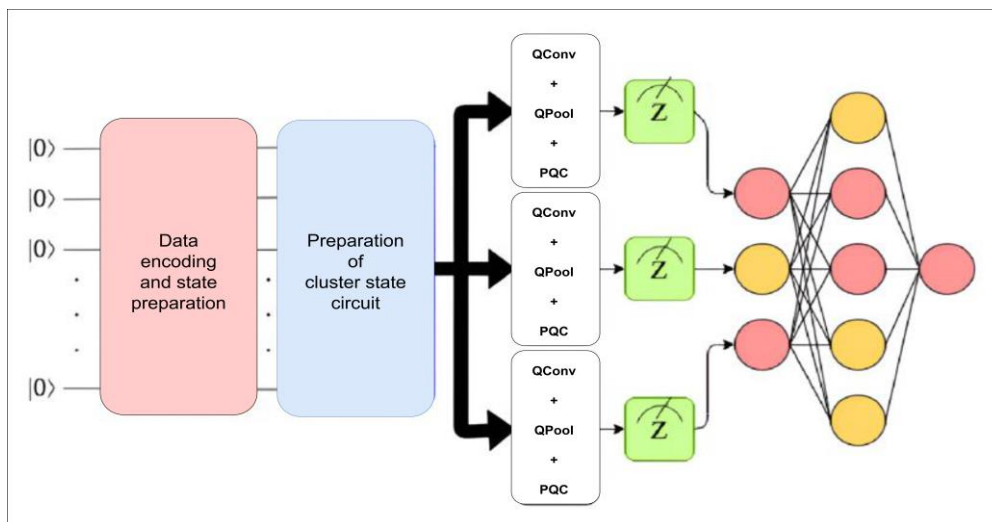 |0⟩
|0⟩
|0⟩
|0⟩
Data
encoding
and state
preparation
Preparation
of
cluster state
circuit
QConv
+
QPool
+
PQC
Z
QConv
+
QPool
+
PQC
Z
QConv
+
QPool
+
PQC
Z